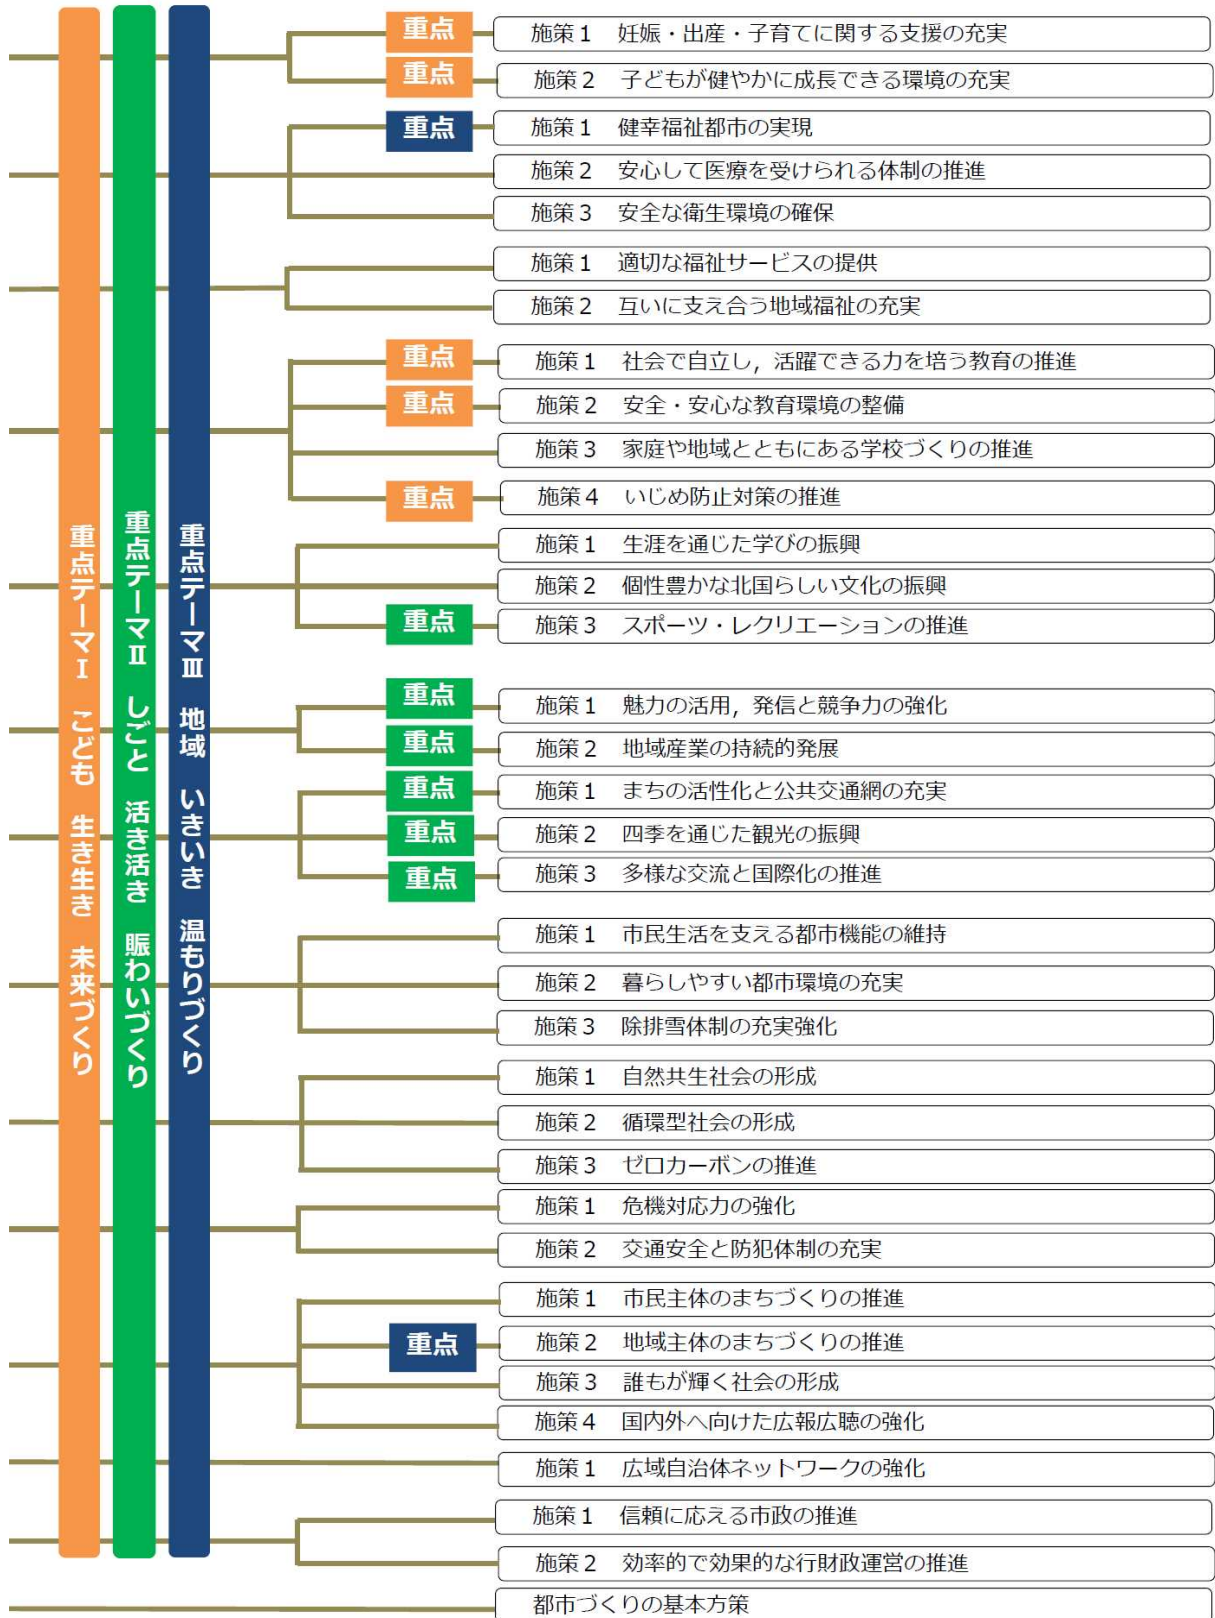 重点テーマⅠ こども 生き生き 未来づくり
重点テーマⅡ しごと 活き活き 賑わいづくり
重点テーマⅢ 地域 いきいき 温もりづくり
重点 施策1 妊娠・出産・子育てに関する支援の充実
重点 施策2 子どもが健やかに成長できる環境の充実
重点 施策1 健幸福祉都市の実現
施策2 安心して医療を受けられる体制の推進
施策3 安全な衛生環境の確保
施策1 適切な福祉サービスの提供
施策2 互いに支え合う地域福祉の充実
重点 施策1 社会で自立し，活躍できる力を培う教育の推進
重点 施策2 安全・安心な教育環境の整備
施策3 家庭や地域とともにある学校づくりの推進
重点 施策4 いじめ防止対策の推進
施策1 生涯を通じた学びの振興
施策2 個性豊かな北国らしい文化の振興
重点 施策3 スポーツ・レクリエーションの推進
重点 施策1 魅力の活用，発信と競争力の強化
重点 施策2 地域産業の持続的発展
重点 施策1 まちの活性化と公共交通網の充実
重点 施策2 四季を通じた観光の振興
重点 施策3 多様な交流と国際化の推進
施策1 市民生活を支える都市機能の維持
施策2 暮らしやすい都市環境の充実
施策3 除排雪体制の充実強化
施策1 自然共生社会の形成
施策2 循環型社会の形成
施策3 ゼロカーボンの推進
施策1 危機対応力の強化
施策2 交通安全と防犯体制の充実
施策1 市民主体のまちづくりの推進
重点 施策2 地域主体のまちづくりの推進
施策3 誰もが輝く社会の形成
施策4 国内外へ向けた広報広聴の強化
施策1 広域自治体ネットワークの強化
施策1 信頼に応える市政の推進
施策2 効率的で効果的な行財政運営の推進
都市づくりの基本方策